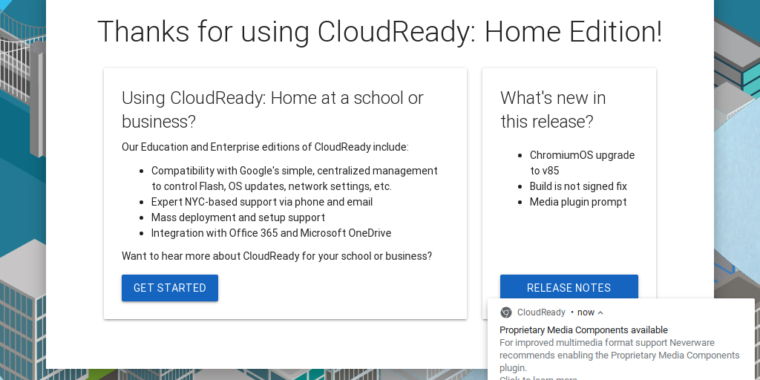 Thanks for using CloudReady: Home Edition!
Using CloudReady: Home at a school or
business?
Our Education and Enterprise editions of CloudReady include:
Compatibility with Google's simple, centralized management
to control Flash, OS updates, network settings, etc.
Expert NYC-based support via phone and email
Mass deployment and setup support
Integration with Office 365 and Microsoft OneDrive
Want to hear more about CloudReady for your school or business?
GET STARTED
What's new in
this release?
ChromiumOS upgrade
to v85
Build is not signed fix
Media plugin prompt
RELEASE NOTES
CloudReady • now
Proprietary Media Components available
For improved multimedia format support Neverware
recommends enabling the Proprietary Media Components
plugin.
Click to learn more